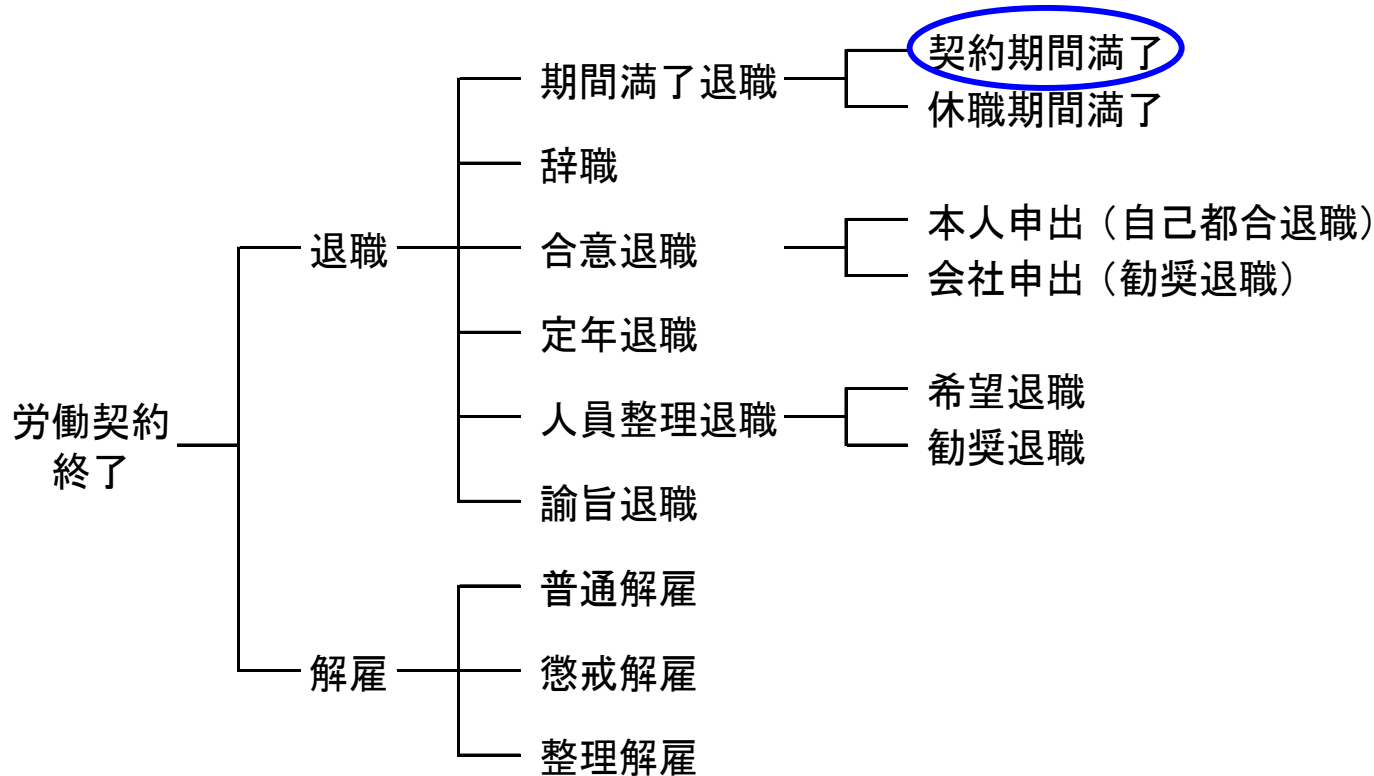 労働契約
終了
退職
期間満了退職
契約期間満了
休職期間満了
辞職
合意退職
本人申出（自己都合退職）
会社申出（勧奨退職）
定年退職
人員整理退職
希望退職
勧奨退職
諭旨退職
解雇
普通解雇
懲戒解雇
整理解雇